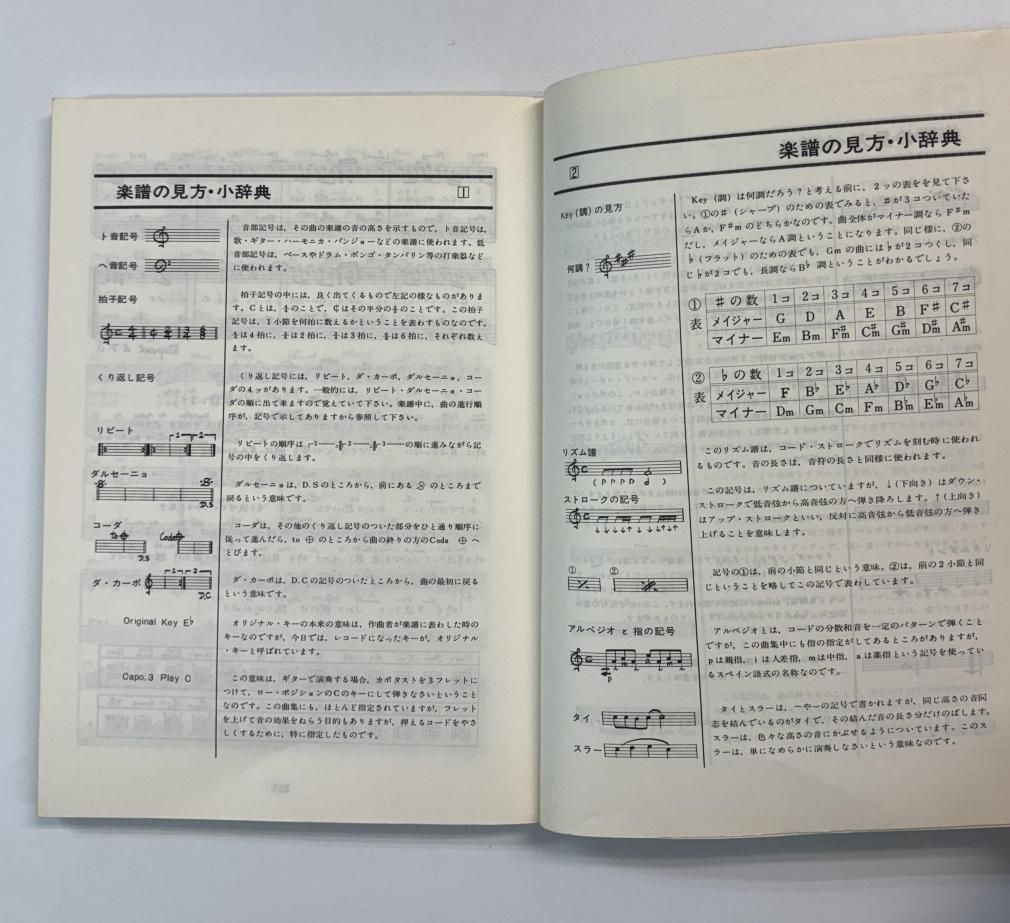 楽譜の見方・小辞典 1
ト音記号
ヘ音記号
音部記号は、その曲の楽譜の音の高さを示すもので、ト音記号は、
歌・ギター・ハーモニカ・バンジョーなどの楽譜に使われます。低
音部記号は、ベースやドラム・ボンゴ・タンバリン等の打楽器など
に使われます。
拍子記号
拍子記号の中には、良く出てくるもので左記の様なものがありま
す。Cとは、
のことで、¢はその半分の
のことです。この拍子
記号は、1小節を何拍に数えるかということを表わすものなのです。
は4拍に、
は2拍に、
は3拍に、
は6拍に、それぞれ数え
ます。
くり返し記号
くり返し記号には、リピート、ダ・カーポ、ダルセーニョ、コー
ダの4ッがあります。一般的には、リピート・ダルセーニョ・コー
ダの順に出て来ますので覚えていて下さい。楽譜中に、曲の進行順
序が、記号で示してありますから参照して下さい。
リピート
1 2
リピートの順序は 1 2 3 の順に進みながら記
号の中をくり返します。
ダルセーニョ
D.S
ダルセーニョは、D.Sのところから、前にある 𝄋 のところまで
戻るという意味です。
コーダ
to ⊕ Coda ⊕
D.S
コーダは、その他のくり返し記号のついた部分をひと通り順序に
従って進んだら、to ⊕ のところから曲の終りの方のCoda ⊕ へ
とびます。
ダ・カーポ
1 2
D.C
ダ・カーポは、D.Cの記号のついたところから、曲の最初に戻る
という意味です。
Original Key E♭
オリジナル・キーの本来の意味は、作曲者が楽譜に表わした時の
キーなのですが、今日では、レコードになったキーが、オリジナル
・キーと呼ばれています。
Capo.3 Play C
この意味は、ギターで演奏する場合、カポタストを3フレットに
つけて、ロー・ポジションのCのキーにして弾きなさいということ
なのです。この曲集にも、ほとんど指定されていますが、フレット
を上げて音の効果をねらう目的もありますが、押えるコードをやさ
しくするために、特に指定したものです。
楽譜の見方・小辞典
2
Key(調)の見方
何調?
Key(調)は何調だろう?と考える前に、2ッの表をを見て下さ
い。①の♯(シャープ)のための表でみると、♯が3コついていた
らAか、F♯mのどちらかなのです。曲全体がマイナー調ならF♯m
だし、メイジャーならA調ということになります。同じ様に、②の
♭(フラット)のための表でも、Gmの曲には♭が2コつくし、同
じ♭が2コでも、長調ならB♭調ということがわかるでしょう。
①表
♯の数 1コ 2コ 3コ 4コ 5コ 6コ 7コ
メイジャー G D A E B F♯ C♯
マイナー Em Bm F♯m C♯m G♯m D♯m A♯m
②表
♭の数 1コ 2コ 3コ 4コ 5コ 6コ 7コ
メイジャー F B♭ E♭ A♭ D♭ G♭ C♭
マイナー Dm Gm Cm Fm B♭m E♭m A♭m
リズム譜
このリズム譜は、コード・ストロークでリズムを刻む時に使われ
るものです。音の長さは、音符の長さと同様に使われます。
ストロークの記号
↓↓↓↑↓↑↓↑↓↑
この記号は、リズム譜についていますが、↓(下向き)はダウン・
ストロークで低音弦から高音弦の方へ弾き降ろします。↑(上向き)
はアップ・ストロークといい、反対に高音弦から低音弦の方へ弾き
上げることを意味します。
① ②
記号の①は、前の小節と同じという意味。②は、前の2小節と同
じということを略してこの記号で表わしています。
アルペジオと指の記号
p
アルペジオとは、コードの分散和音を一定のパターンで弾くこと
ですが、この曲集中にも指の指定がしてあるところがありますが、
pは親指、iは人差指、mは中指、aは薬指という記号を使ってい
るスペイン語式の名称なのです。
タイ
スラー
タイとスラーは、⌒や⌣の記号で書かれますが、同じ高さの音同
志を結んでいるのがタイで、その結んだ音の長さ分だけのばします。
スラーは、色々な高さの音にかぶせるようについています。このス
ラーは、単になめらかに演奏しなさいという意味なのです。